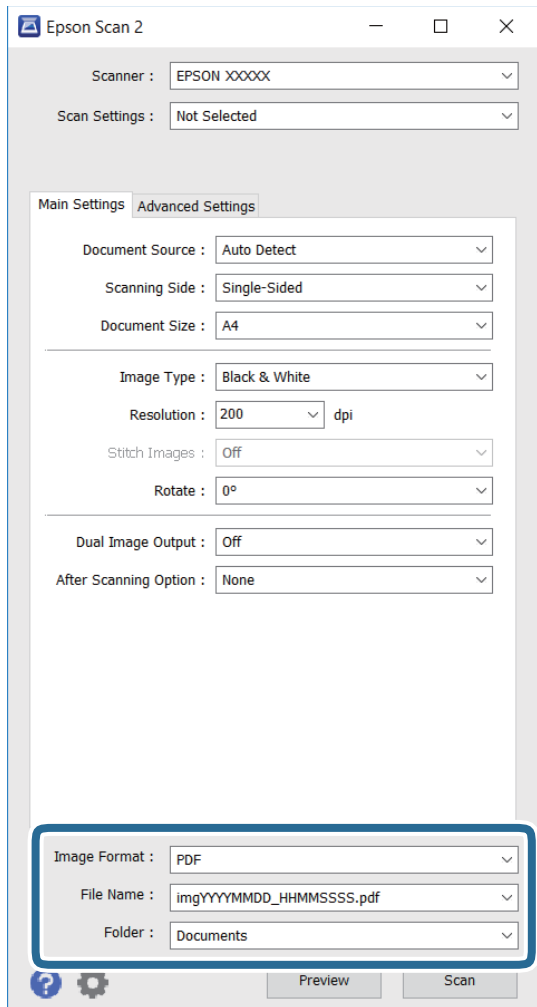 Epson Scan 2
Scanner : EPSON XXXXX
Scan Settings : Not Selected
Main Settings Advanced Settings
Document Source : Auto Detect
Scanning Side : Single-Sided
Document Size : A4
Image Type : Black & White
Resolution : 200 dpi
Stitch Images : Off
Rotate : 0°
Dual Image Output : Off
After Scanning Option : None
Image Format : PDF
File Name : imgYYYYMMDD_HHMMSSSS.pdf
Folder : Documents
? Preview Scan